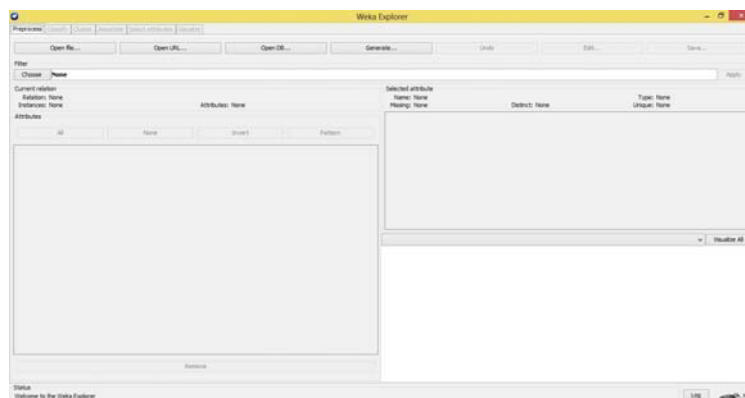 Weka Explorer
Preprocess Classify Cluster Associate Select attributes Visualize
Open file... Open URL... Open DB... Generate... Undo Edit... Save...
Filter
Choose None Apply
Current relation
Relation: None
Instances: None Attributes: None
Selected attribute
Name: None Type: None
Missing: None Distinct: None Unique: None
Attributes
All None Invert Pattern
Visualize All
Remove
Status
Welcome to the Weka Explorer
Log